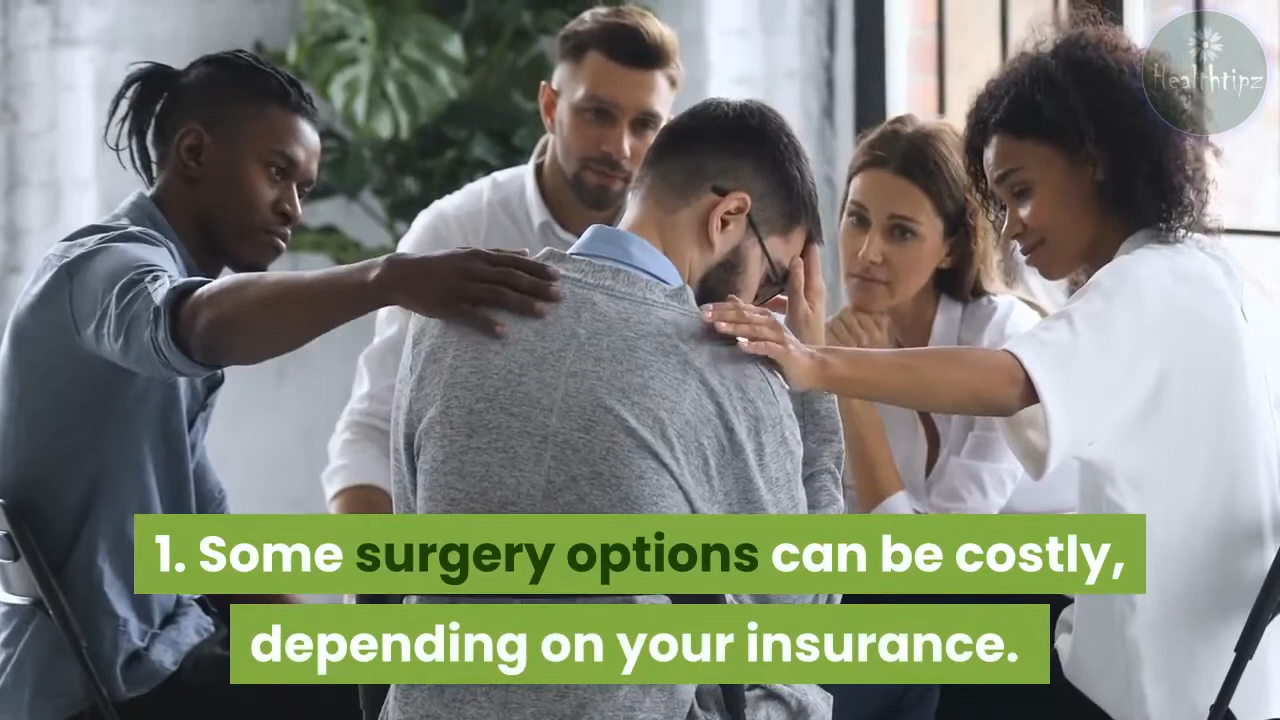 Healthtipz
1. Some surgery options can be costly,
depending on your insurance.